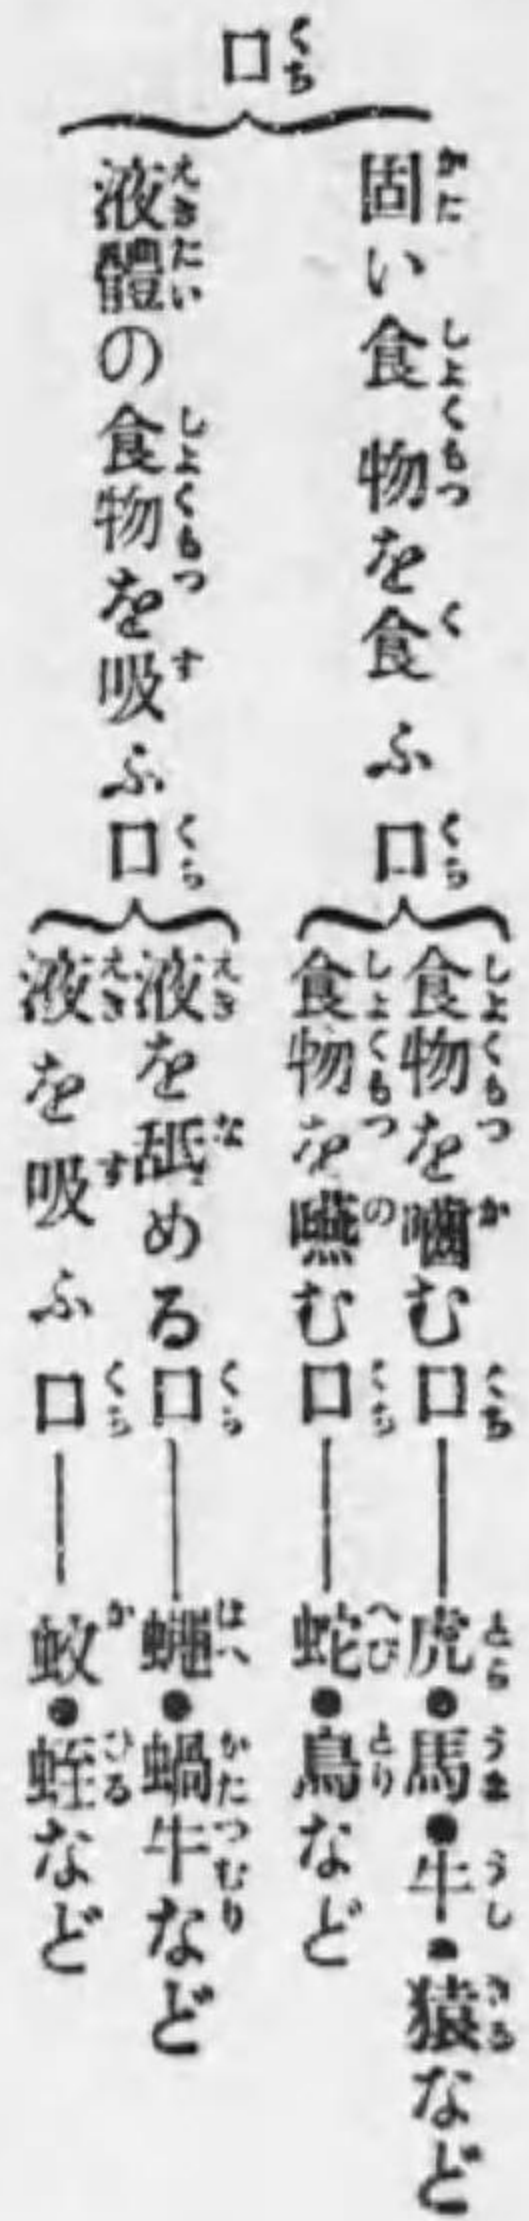 口
固い食物を食ふ口
食物を嚙む口――虎●馬●牛・猿など
食物を嚥む口――蛇●鳥など
液體の食物を吸ふ口
液を舐める口――蠅●蝸牛など
液を吸ふ口――蚊●蛭など